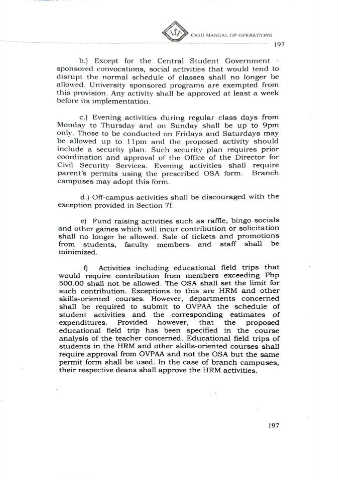 CvSU MANUAL OF OPERATIONS
197
b.) Except for the Central Student Government -
sponsored convocations, social activities that would tend to
disrupt the normal schedule of classes shall no longer be
allowed. University sponsored programs are exempted from
this provision. Any activity shall be approved at least a week
before its implementation.
c.) Evening activities during regular class days from
Monday to Thursday and on Sunday shall be up to 9pm
only. Those to be conducted on Fridays and Saturdays may
be allowed up to 11pm and the proposed activity should
include a security plan. Such security plan requires prior
coordination and approval of the Office of the Director for
Civil Security Services. Evening activities shall require
parent's permits using the prescribed OSA form. Branch
campuses may adopt this form.
d.) Off-campus activities shall be discouraged with the
exception provided in Section 7f.
e) Fund raising activities such as raffle, bingo socials
and other games which will incur contribution or solicitation
shall no longer be allowed. Sale of tickets and promotions
from students, faculty members and staff shall be
minimized.
f) Activities including educational field trips that
would require contribution from members exceeding Php
500.00 shall not be allowed. The OSA shall set the limit for
such contribution. Exceptions to this are HRM and other
skills-oriented courses. However, departments concerned
shall be required to submit to OVPAA the schedule of
student activities and the corresponding estimates of
expenditures. Provided however, that the proposed
educational field trip has been specified in the course
analysis of the teacher concerned. Educational field trips of
students in the HRM and other skills-oriented courses shall
require approval from OVPAA and not the OSA but the same
permit form shall be used. In the case of branch campuses,
their respective deans shall approve the HRM activities.
197